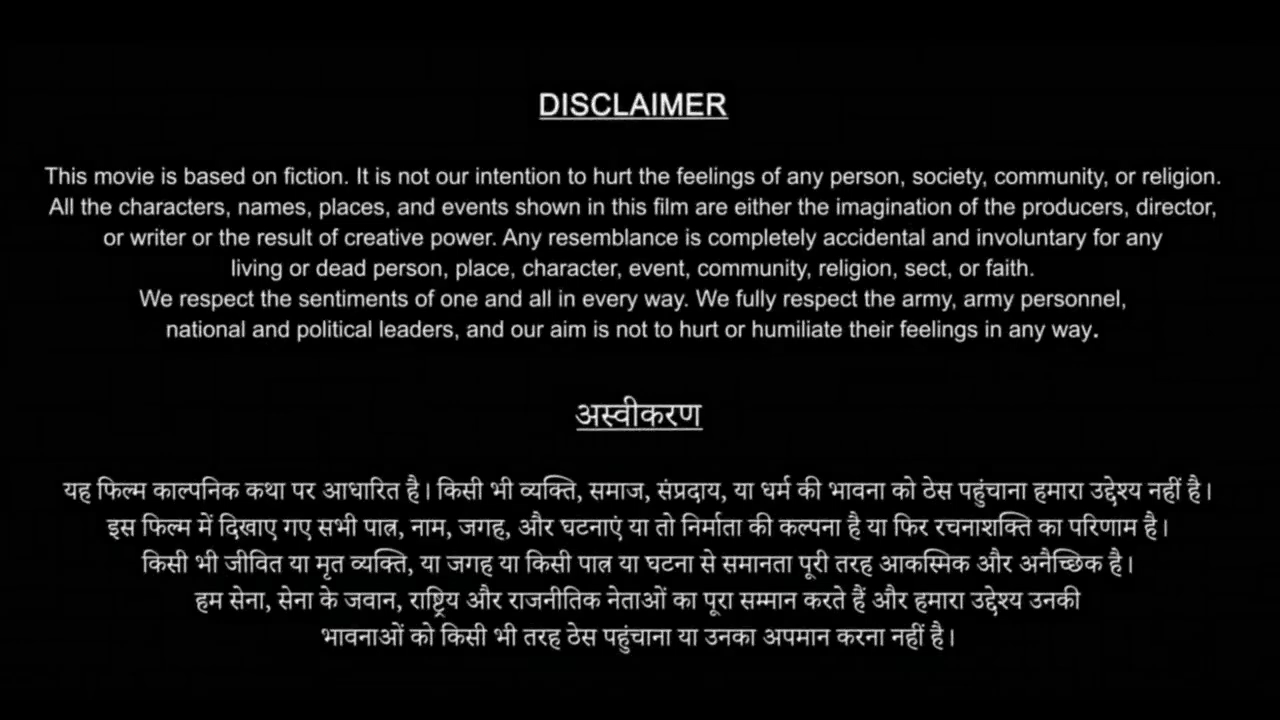 DISCLAIMER
This movie is based on fiction. It is not our intention to hurt the feelings of any person, society, community, or religion.
All the characters, names, places, and events shown in this film are either the imagination of the producers, director,
or writer or the result of creative power. Any resemblance is completely accidental and involuntary for any
living or dead person, place, character, event, community, religion, sect, or faith.
We respect the sentiments of one and all in every way. We fully respect the army, army personnel,
national and political leaders, and our aim is not to hurt or humiliate their feelings in any way.
अस्वीकरण
यह फिल्म काल्पनिक कथा पर आधारित है। किसी भी व्यक्ति, समाज, संप्रदाय, या धर्म की भावना को ठेस पहुंचाना हमारा उद्देश्य नहीं है।
इस फिल्म में दिखाए गए सभी पात्र, नाम, जगह, और घटनाएं या तो निर्माता की कल्पना है या फिर रचनाशक्ति का परिणाम है।
किसी भी जीवित या मृत व्यक्ति, या जगह या किसी पात्र या घटना से समानता पूरी तरह आकस्मिक और अनैच्छिक है।
हम सेना, सेना के जवान, राष्ट्रिय और राजनीतिक नेताओं का पूरा सम्मान करते हैं और हमारा उद्देश्य उनकी
भावनाओं को किसी भी तरह ठेस पहुंचाना या उनका अपमान करना नहीं है।